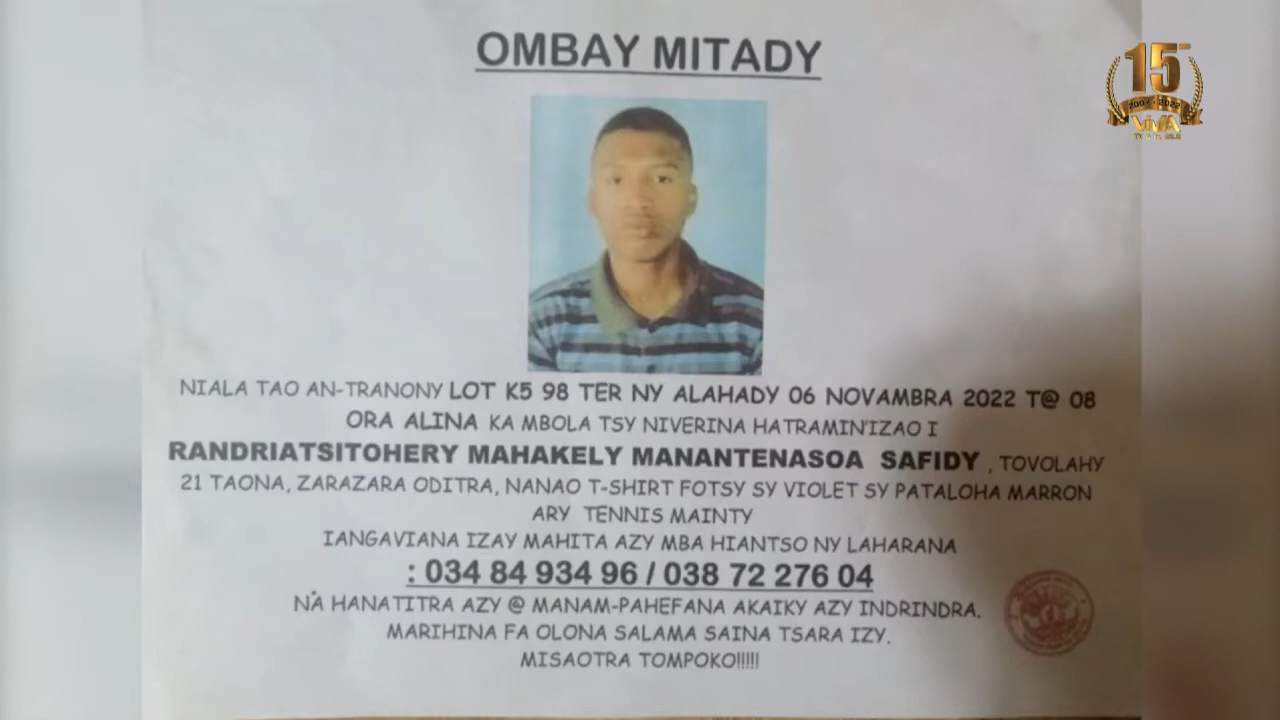 OMBAY MITADY
15
2007 - 2022
VIVA
NIALA TAO AN-TRANONY LOT K5 98 TER NY ALAHADY 06 NOVAMBRA 2022 T@ 08
ORA ALINA KA MBOLA TSY NIVERINA HATRAMIN'IZAO I
RANDRIATSITOHERY MAHAKELY MANANTENASOA SAFIDY , TOVOLAHY
21 TAONA, ZARAZARA ODITRA, NANAO T-SHIRT FOTSY SY VIOLET SY PATALOHA MARRON
ARY TENNIS MAINTY
IANGAVIANA IZAY MAHITA AZY MBA HIANTSO NY LAHARANA
: 034 84 934 96 / 038 72 276 04
NA HANATITRA AZY @ MANAM-PAHEFANA AKAIKY AZY INDRINDRA.
MARIHINA FA OLONA SALAMA SAINA TSARA IZY.
MISAOTRA TOMPOKO!!!!!